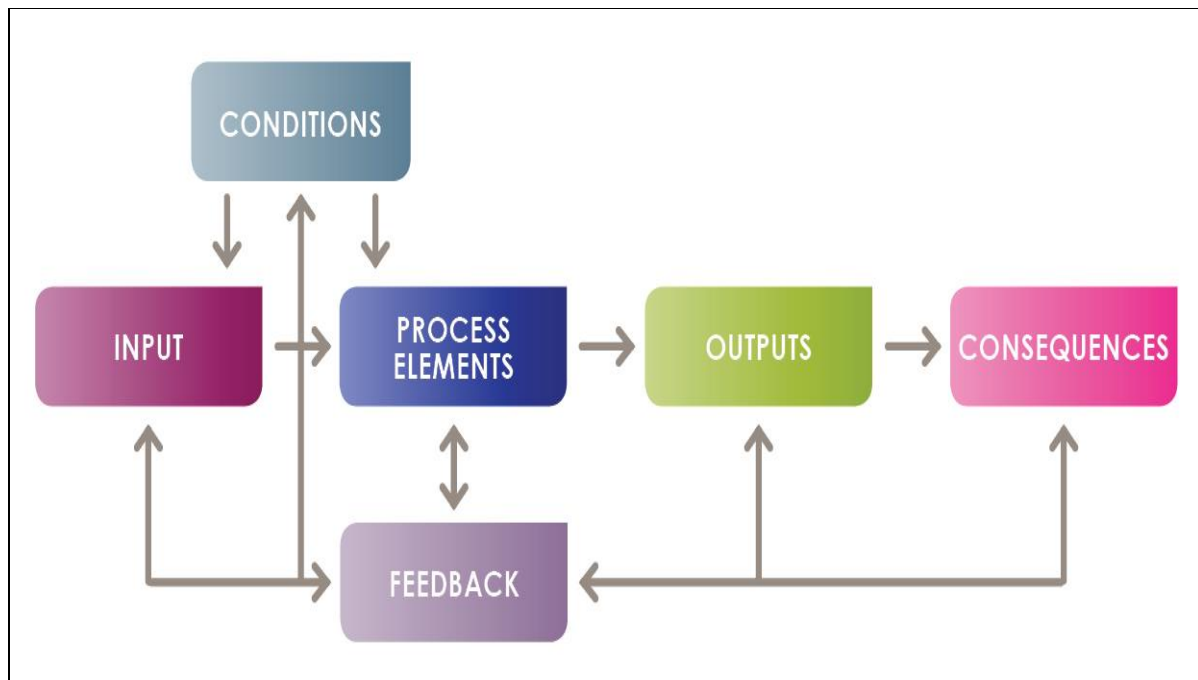 CONDITIONS
INPUT
PROCESS
ELEMENTS
OUTPUTS
CONSEQUENCES
FEEDBACK